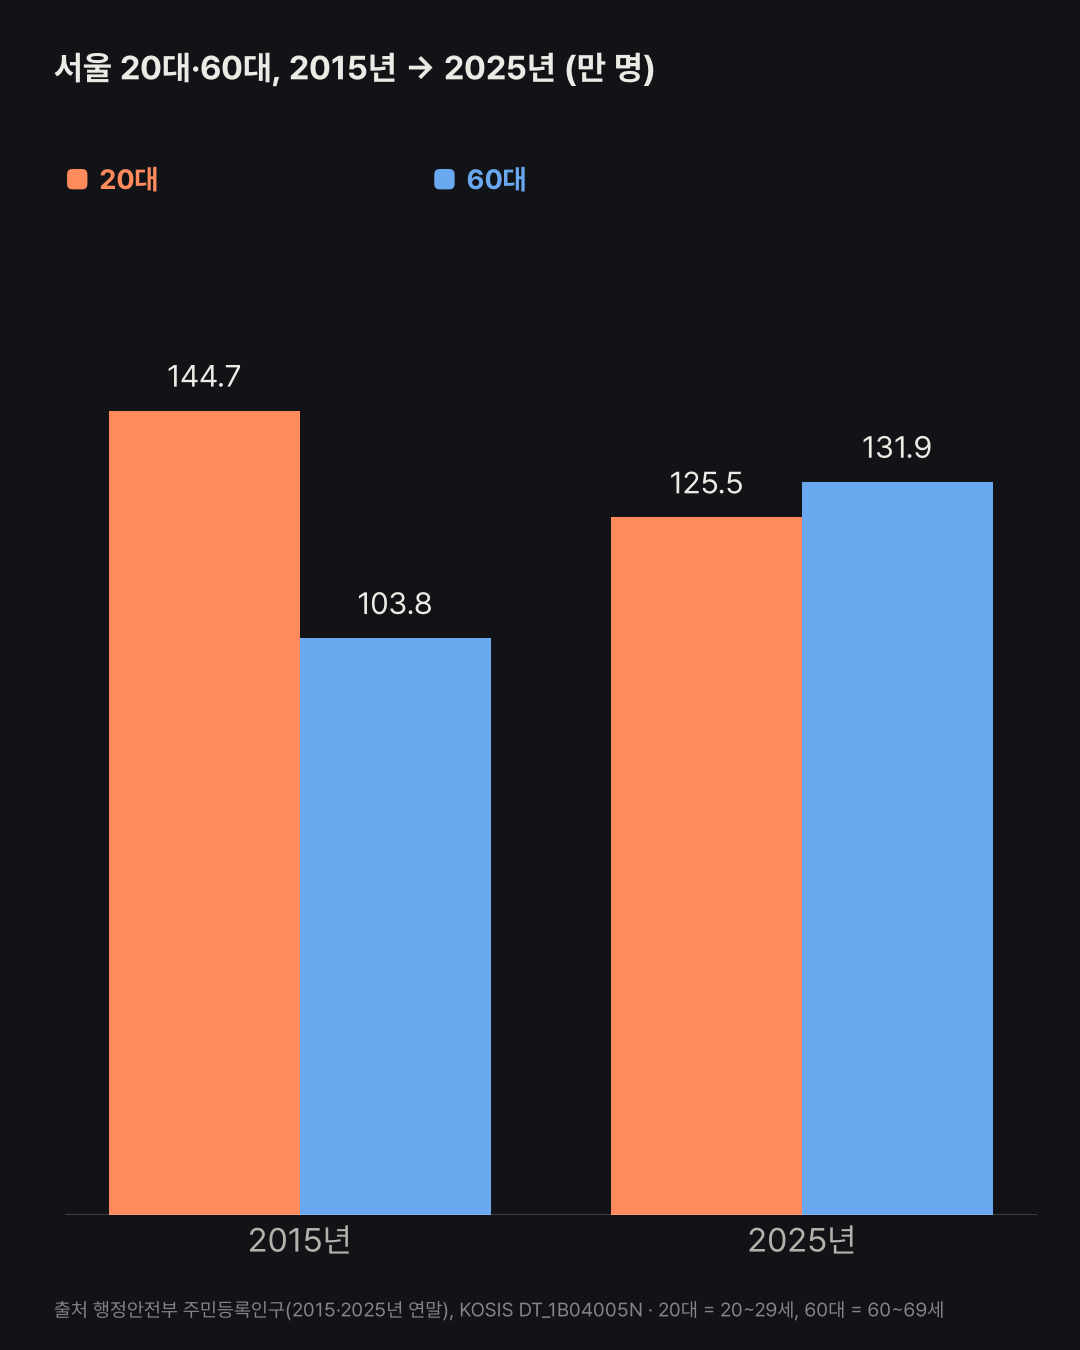 서울 20대·60대, 2015년 → 2025년 (만 명)
20대 60대
144.7
103.8
125.5
131.9
2015년 2025년
출처 행정안전부 주민등록인구(2015·2025년 연말), KOSIS DT_1B04005N · 20대 = 20~29세, 60대 = 60~69세